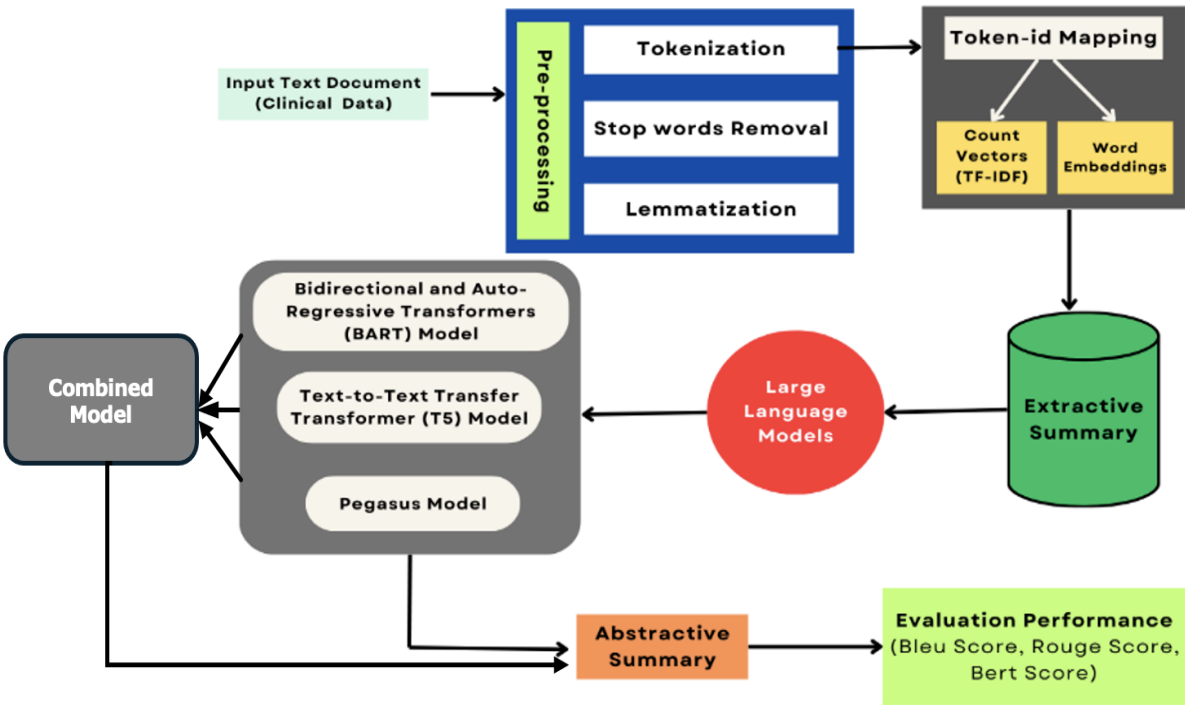 Input Text Document
(Clinical Data)
Pre-processing
Tokenization
Stop words Removal
Lemmatization
Token-id Mapping
Count
Vectors
(TF-IDF)
Word
Embeddings
Extractive
Summary
Large
Language
Models
Bidirectional and Auto-
Regressive Transformers
(BART) Model
Text-to-Text Transfer
Transformer (T5) Model
Pegasus Model
Combined
Model
Abstractive
Summary
Evaluation Performance
(Bleu Score, Rouge Score,
Bert Score)